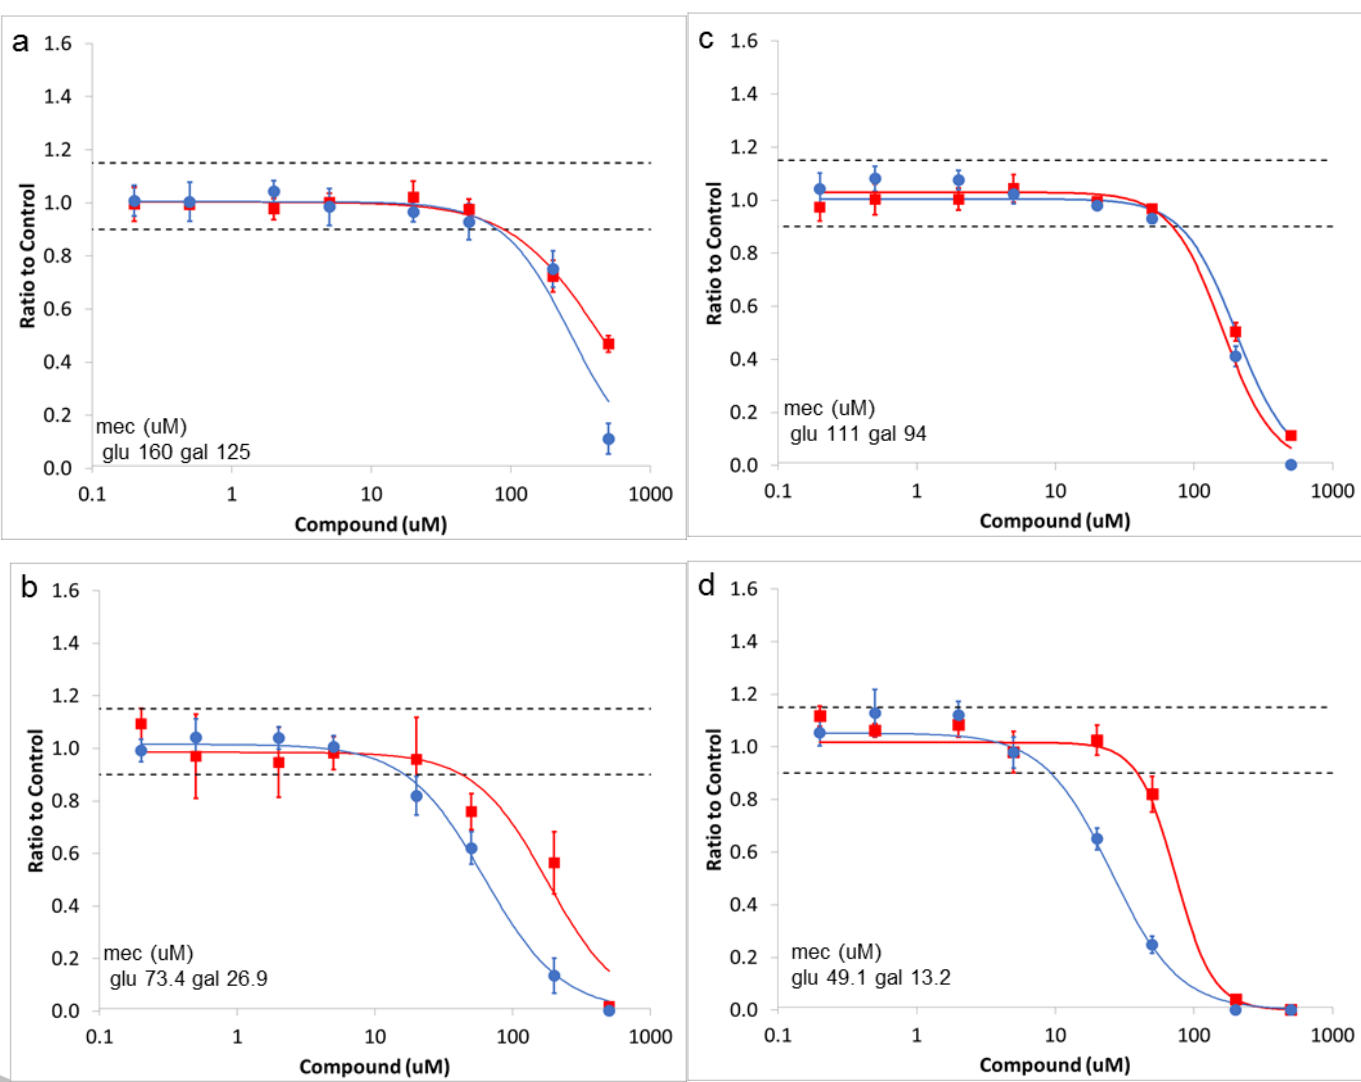 a
1.6
1.4
1.2
1.0
0.8
0.6
0.4
0.2
0.0
Ratio to Control
mec (uM)
glu 160 gal 125
0.1 1 10 100 1000
Compound (uM)
c
1.6
1.4
1.2
1.0
0.8
0.6
0.4
0.2
0.0
Ratio to Control
mec (uM)
glu 111 gal 94
0.1 1 10 100 1000
Compound (uM)
b
1.6
1.4
1.2
1.0
0.8
0.6
0.4
0.2
0.0
Ratio to Control
mec (uM)
glu 73.4 gal 26.9
0.1 1 10 100 1000
Compound (uM)
d
1.6
1.4
1.2
1.0
0.8
0.6
0.4
0.2
0.0
Ratio to Control
mec (uM)
glu 49.1 gal 13.2
0.1 1 10 100 1000
Compound (uM)